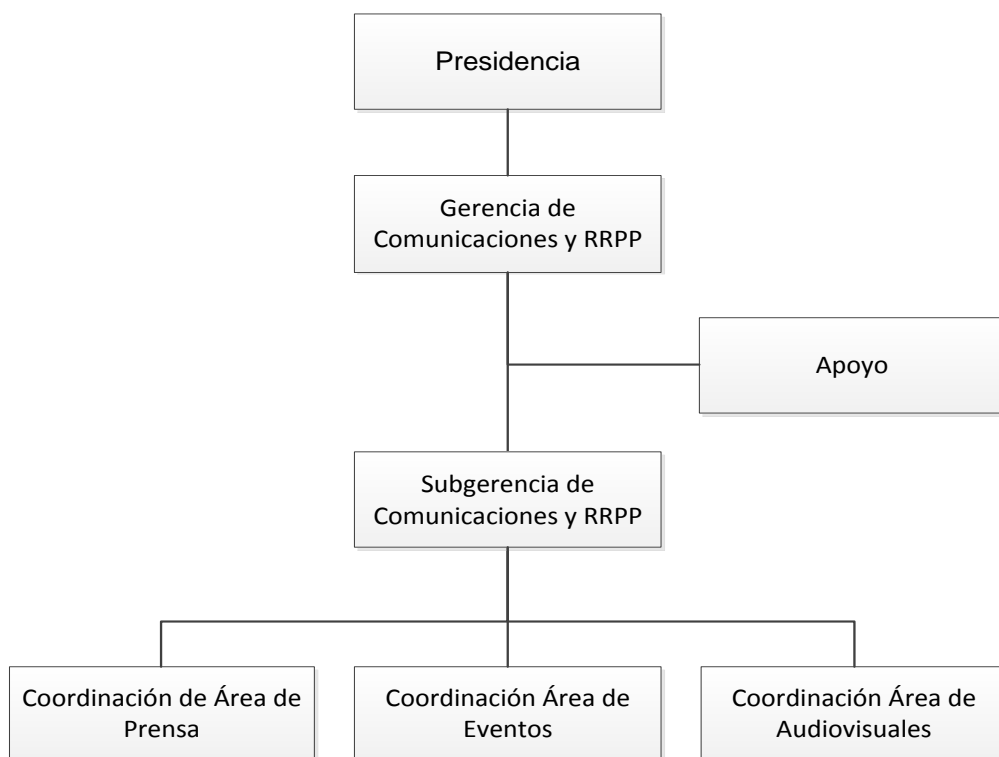 Presidencia
Gerencia de
Comunicaciones y RRPP
Apoyo
Subgerencia de
Comunicaciones y RRPP
Coordinación de Área de
Prensa
Coordinación Área de
Eventos
Coordinación Área de
Audiovisuales